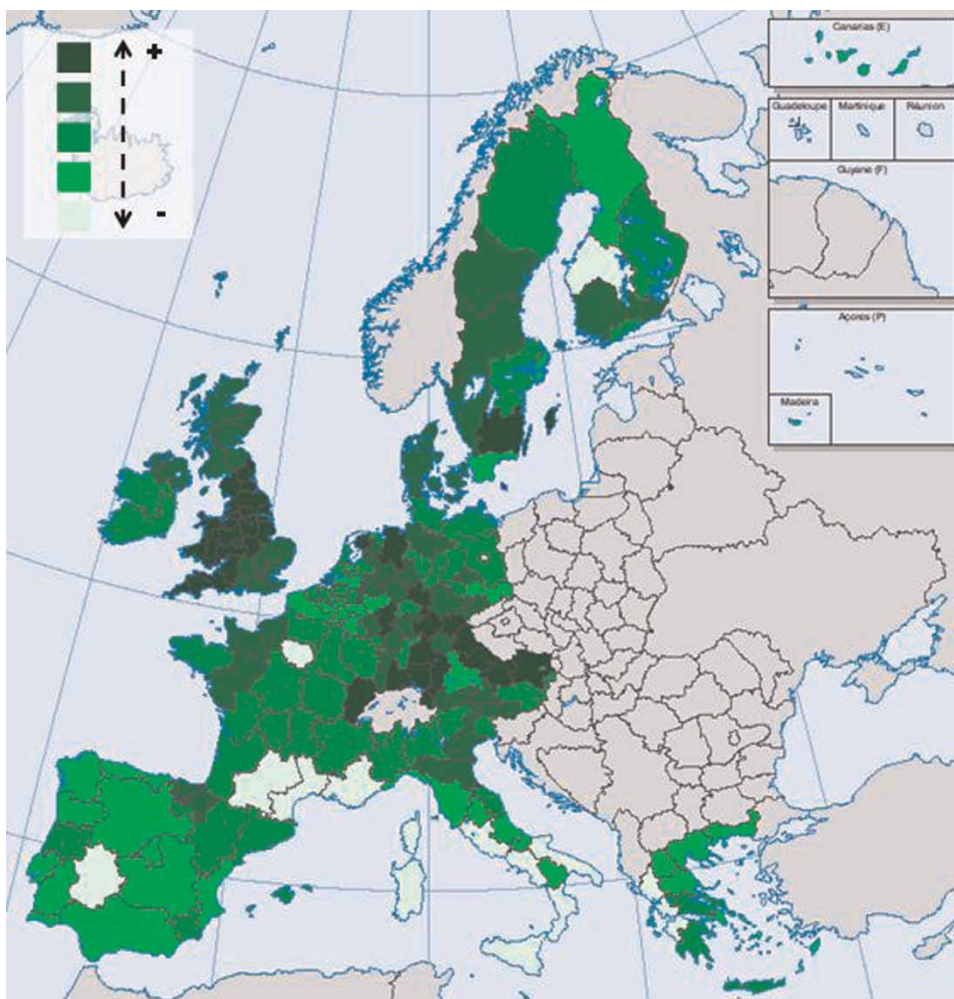 +
-
Canarias (E)
Guadeloupe
Martinique
Réunion
Guyane (F)
Açores (P)
Madeira